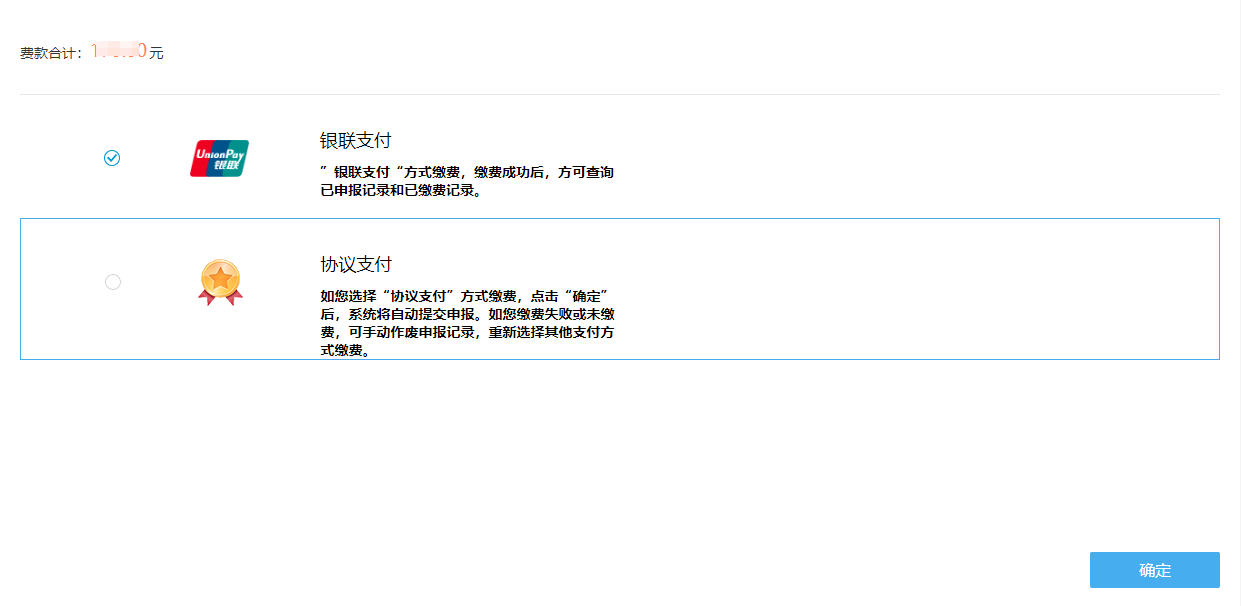 费款合计：元
银联支付
UnionPay
银联
”银联支付“方式缴费，缴费成功后，方可查询
已申报记录和已缴费记录。
协议支付
如您选择“协议支付”方式缴费，点击“确定”
后，系统将自动提交申报。如您缴费失败或未缴
费，可手动作废申报记录，重新选择其他支付方
式缴费。
确定